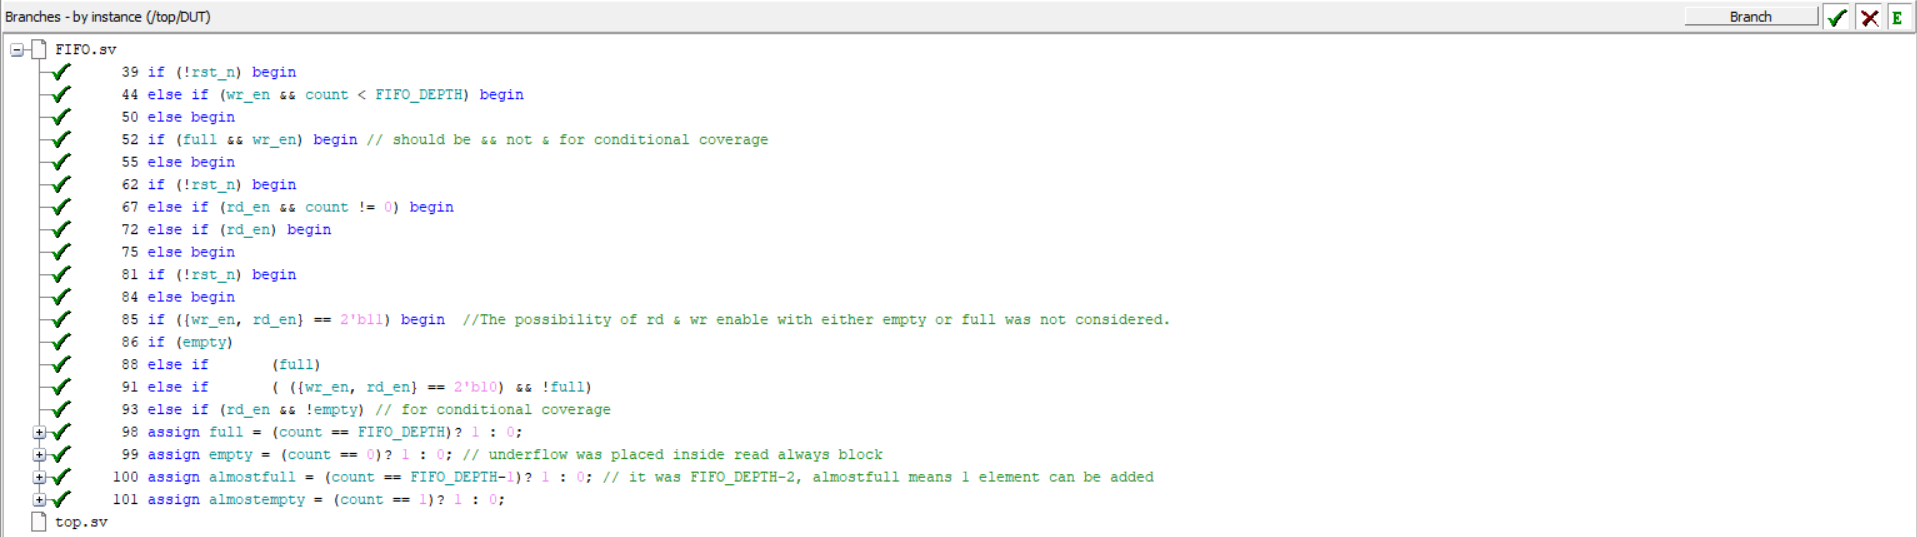 Branches - by instance (/top/DUT) Branch E
FIFO.sv
39 if (!rst_n) begin
44 else if (wr_en && count < FIFO_DEPTH) begin
50 else begin
52 if (full && wr_en) begin // should be && not & for conditional coverage
55 else begin
62 if (!rst_n) begin
67 else if (rd_en && count != 0) begin
72 else if (rd_en) begin
75 else begin
81 if (!rst_n) begin
84 else begin
85 if ({wr_en, rd_en} == 2'b11) begin //The possibility of rd & wr enable with either empty or full was not considered.
86 if (empty)
88 else if (full)
91 else if ( ({wr_en, rd_en} == 2'b10) && !full)
93 else if (rd_en && !empty) // for conditional coverage
98 assign full = (count == FIFO_DEPTH)? 1 : 0;
99 assign empty = (count == 0)? 1 : 0; // underflow was placed inside read always block
100 assign almostfull = (count == FIFO_DEPTH-1)? 1 : 0; // it was FIFO_DEPTH-2, almostfull means 1 element can be added
101 assign almostempty = (count == 1)? 1 : 0;
top.sv